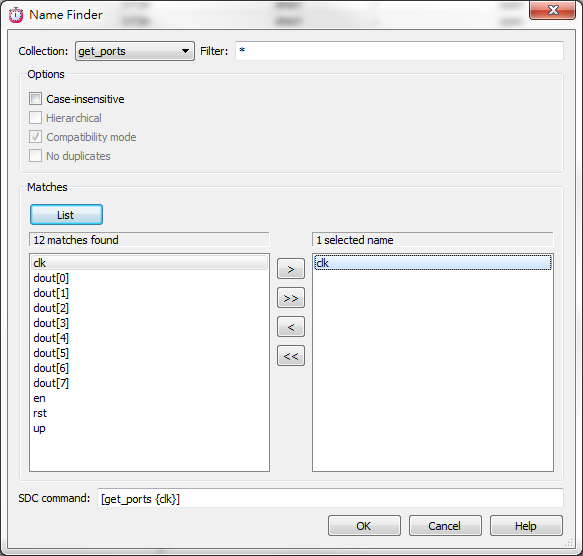 Name Finder
Collection: get_ports Filter: *
Options
Case-insensitive
Hierarchical
Compatibility mode
No duplicates
Matches
List
12 matches found 1 selected name
clk > clk
dout[0]
dout[1]
dout[2] >>
dout[3]
dout[4] <
dout[5]
dout[6] <<
dout[7]
en
rst
up
SDC command: [get_ports {clk}]
OK Cancel Help